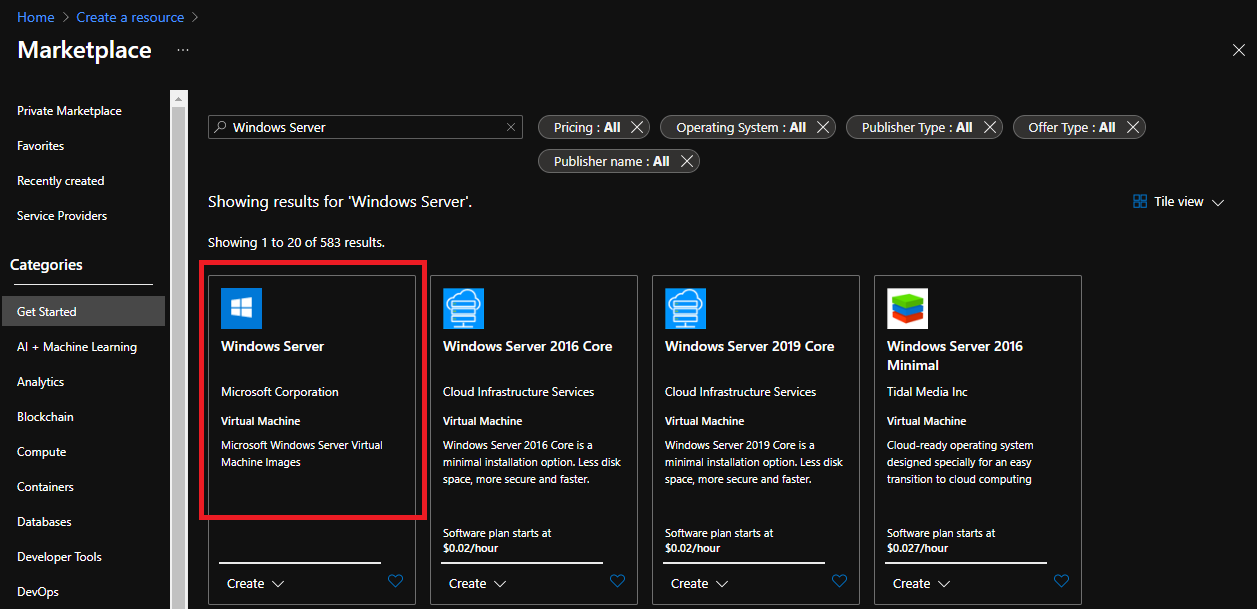 Home > Create a resource >
Marketplace ...
Private Marketplace
Favorites
Recently created
Service Providers
Categories
Get Started
AI + Machine Learning
Analytics
Blockchain
Compute
Containers
Databases
Developer Tools
DevOps
Windows Server
Pricing : All
Operating System : All
Publisher Type : All
Offer Type : All
Publisher name : All
Showing results for 'Windows Server'.
Tile view
Showing 1 to 20 of 583 results.
Windows Server
Microsoft Corporation
Virtual Machine
Microsoft Windows Server Virtual
Machine Images
Create
Windows Server 2016 Core
Cloud Infrastructure Services
Virtual Machine
Windows Server 2016 Core is a
minimal installation option. Less disk
space, more secure and faster.
Software plan starts at
$0.02/hour
Create
Windows Server 2019 Core
Cloud Infrastructure Services
Virtual Machine
Windows Server 2019 Core is a
minimal installation option. Less disk
space, more secure and faster.
Software plan starts at
$0.02/hour
Create
Windows Server 2016
Minimal
Tidal Media Inc
Virtual Machine
Cloud-ready operating system
designed specially for an easy
transition to cloud computing
Software plan starts at
$0.027/hour
Create